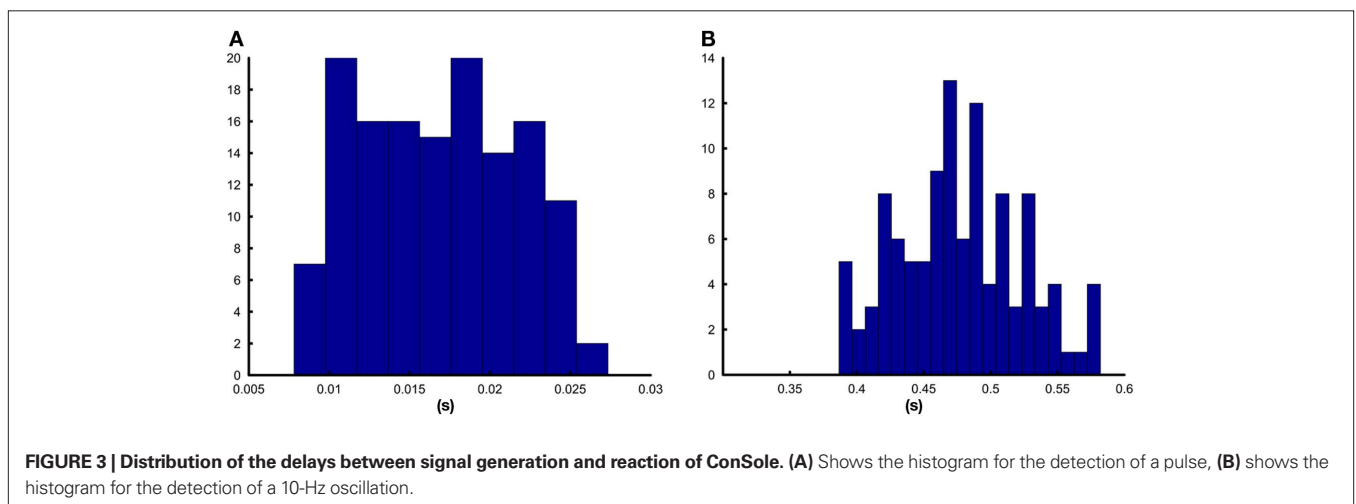 A
20
18
16
14
12
10
8
6
4
2
0
0.005 0.01 0.015 0.02 0.025 0.03
(s)
B
14
12
10
8
6
4
2
0
0.35 0.4 0.45 0.5 0.55 0.6
(s)
FIGURE 3 | Distribution of the delays between signal generation and reaction of ConSole. (A) Shows the histogram for the detection of a pulse, (B) shows the
histogram for the detection of a 10-Hz oscillation.